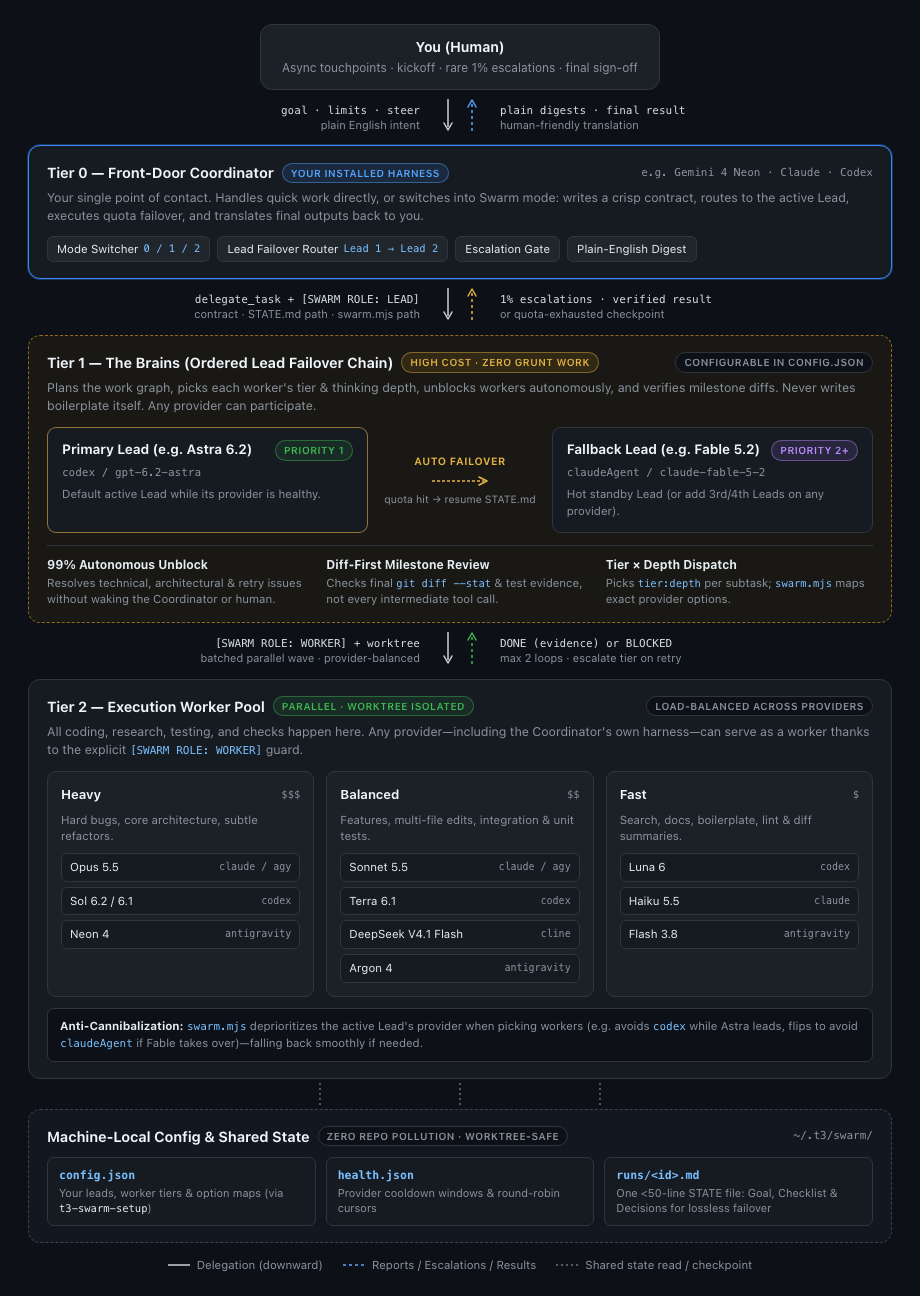 You (Human)
Async touchpoints · kickoff · rare 1% escalations · final sign-off
goal · limits · steer
plain English intent
plain digests · final result
human-friendly translation
Tier 0 — Front-Door Coordinator
YOUR INSTALLED HARNESS
e.g. Gemini 4 Neon · Claude · Codex
Your single point of contact. Handles quick work directly, or switches into Swarm mode: writes a crisp contract, routes to the active Lead,
executes quota failover, and translates final outputs back to you.
Mode Switcher 0 / 1 / 2
Lead Failover Router Lead 1 → Lead 2
Escalation Gate
Plain-English Digest
delegate_task + [SWARM ROLE: LEAD]
contract · STATE.md path · swarm.mjs path
1% escalations · verified result
or quota-exhausted checkpoint
Tier 1 — The Brains (Ordered Lead Failover Chain)
HIGH COST · ZERO GRUNT WORK
CONFIGURABLE IN CONFIG.JSON
Plans the work graph, picks each worker's tier & thinking depth, unblocks workers autonomously, and verifies milestone diffs. Never writes
boilerplate itself. Any provider can participate.
Primary Lead (e.g. Astra 6.2)
PRIORITY 1
codex / gpt-6.2-astra
Default active Lead while its provider is healthy.
AUTO FAILOVER
quota hit → resume STATE.md
Fallback Lead (e.g. Fable 5.2)
PRIORITY 2+
claudeAgent / claude-fable-5-2
Hot standby Lead (or add 3rd/4th Leads on any
provider).
99% Autonomous Unblock
Resolves technical, architectural & retry issues
without waking the Coordinator or human.
Diff-First Milestone Review
Checks final git diff --stat & test evidence,
not every intermediate tool call.
Tier × Depth Dispatch
Picks tier:depth per subtask; swarm.mjs maps
exact provider options.
[SWARM ROLE: WORKER] + worktree
batched parallel wave · provider-balanced
DONE (evidence) or BLOCKED
max 2 loops · escalate tier on retry
Tier 2 — Execution Worker Pool
PARALLEL · WORKTREE ISOLATED
LOAD-BALANCED ACROSS PROVIDERS
All coding, research, testing, and checks happen here. Any provider—including the Coordinator's own harness—can serve as a worker thanks
to the explicit [SWARM ROLE: WORKER] guard.
Heavy
$$$
Hard bugs, core architecture, subtle
refactors.
Opus 5.5
claude / agy
Sol 6.2 / 6.1
codex
Neon 4
antigravity
Balanced
$$
Features, multi-file edits, integration & unit
tests.
Sonnet 5.5
claude / agy
Terra 6.1
codex
DeepSeek V4.1 Flash
cline
Argon 4
antigravity
Fast
$
Search, docs, boilerplate, lint & diff
summaries.
Luna 6
codex
Haiku 5.5
claude
Flash 3.8
antigravity
Anti-Cannibalization: swarm.mjs deprioritizes the active Lead's provider when picking workers (e.g. avoids codex while Astra leads, flips to avoid
claudeAgent if Fable takes over)—falling back smoothly if needed.
Machine-Local Config & Shared State
ZERO REPO POLLUTION · WORKTREE-SAFE
~/.t3/swarm/
config.json
Your leads, worker tiers & option maps (via
t3-swarm-setup)
health.json
Provider cooldown windows & round-robin
cursors
runs/<id>.md
One <50-line STATE file: Goal, Checklist &
Decisions for lossless failover
Delegation (downward)
Reports / Escalations / Results
Shared state read / checkpoint